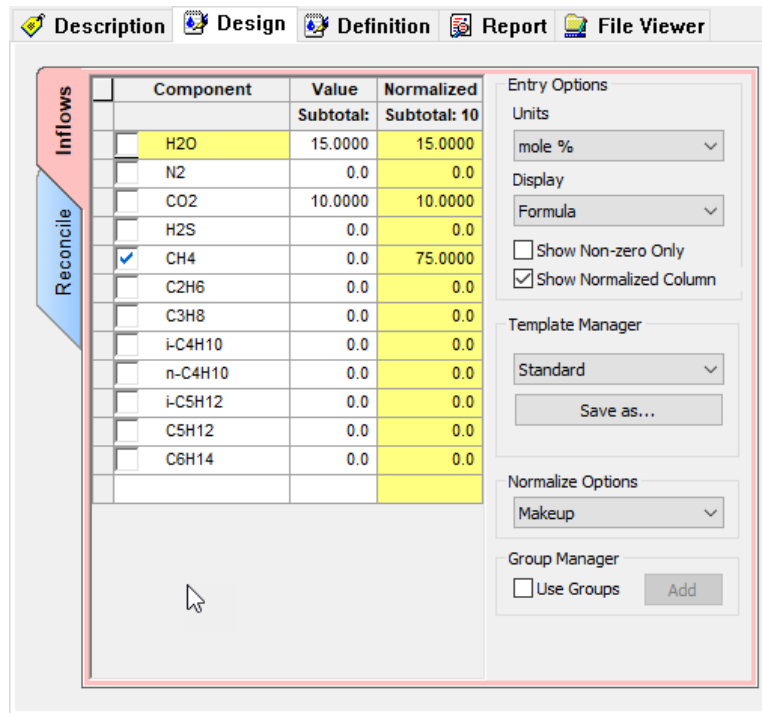 Description Design Definition Report File Viewer
Inflows
Reconcile
Component Value Normalized
Subtotal: Subtotal: 10
H2O 15.0000 15.0000
N2 0.0 0.0
CO2 10.0000 10.0000
H2S 0.0 0.0
CH4 0.0 75.0000
C2H6 0.0 0.0
C3H8 0.0 0.0
i-C4H10 0.0 0.0
n-C4H10 0.0 0.0
i-C5H12 0.0 0.0
C5H12 0.0 0.0
C6H14 0.0 0.0
Entry Options
Units
mole %
Display
Formula
Show Non-zero Only
Show Normalized Column
Template Manager
Standard
Save as...
Normalize Options
Makeup
Group Manager
Use Groups Add